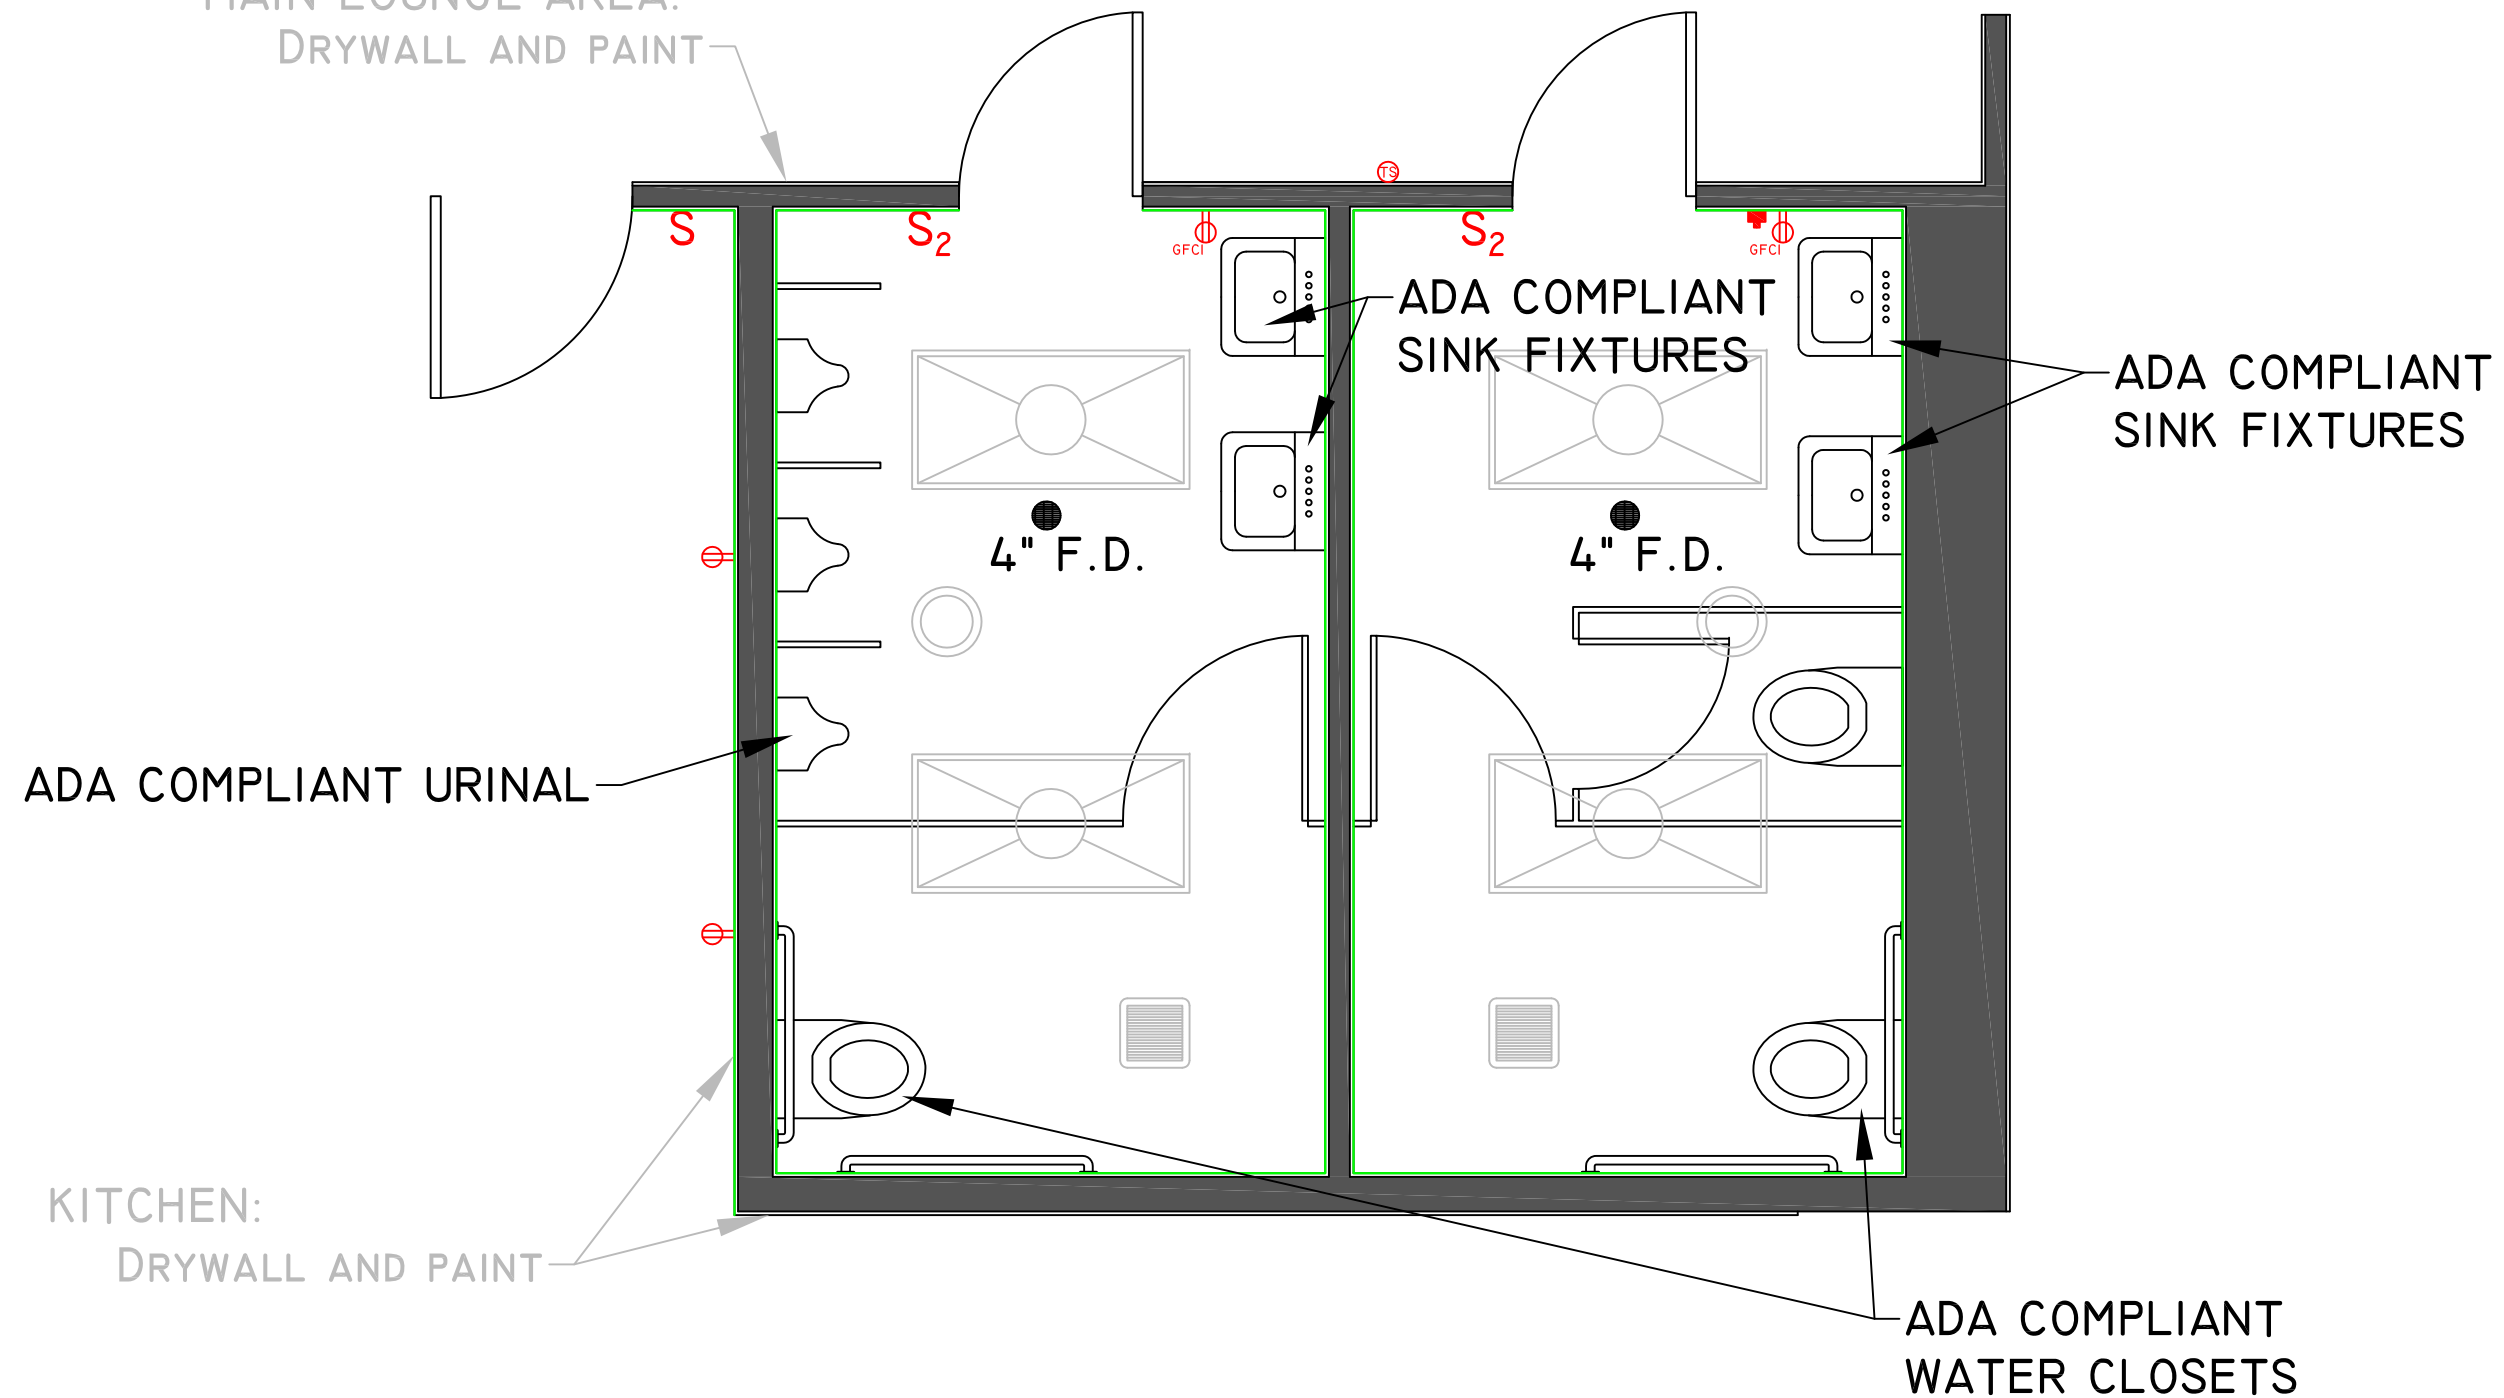 DRYWALL AND PAINT
TS
S
S2
S2
GFCI
GFCI
ADA COMPLIANT
SINK FIXTURES
ADA COMPLIANT
SINK FIXTURES
4" F.D.
4" F.D.
ADA COMPLIANT URINAL
KITCHEN:
DRYWALL AND PAINT
ADA COMPLIANT
WATER CLOSETS